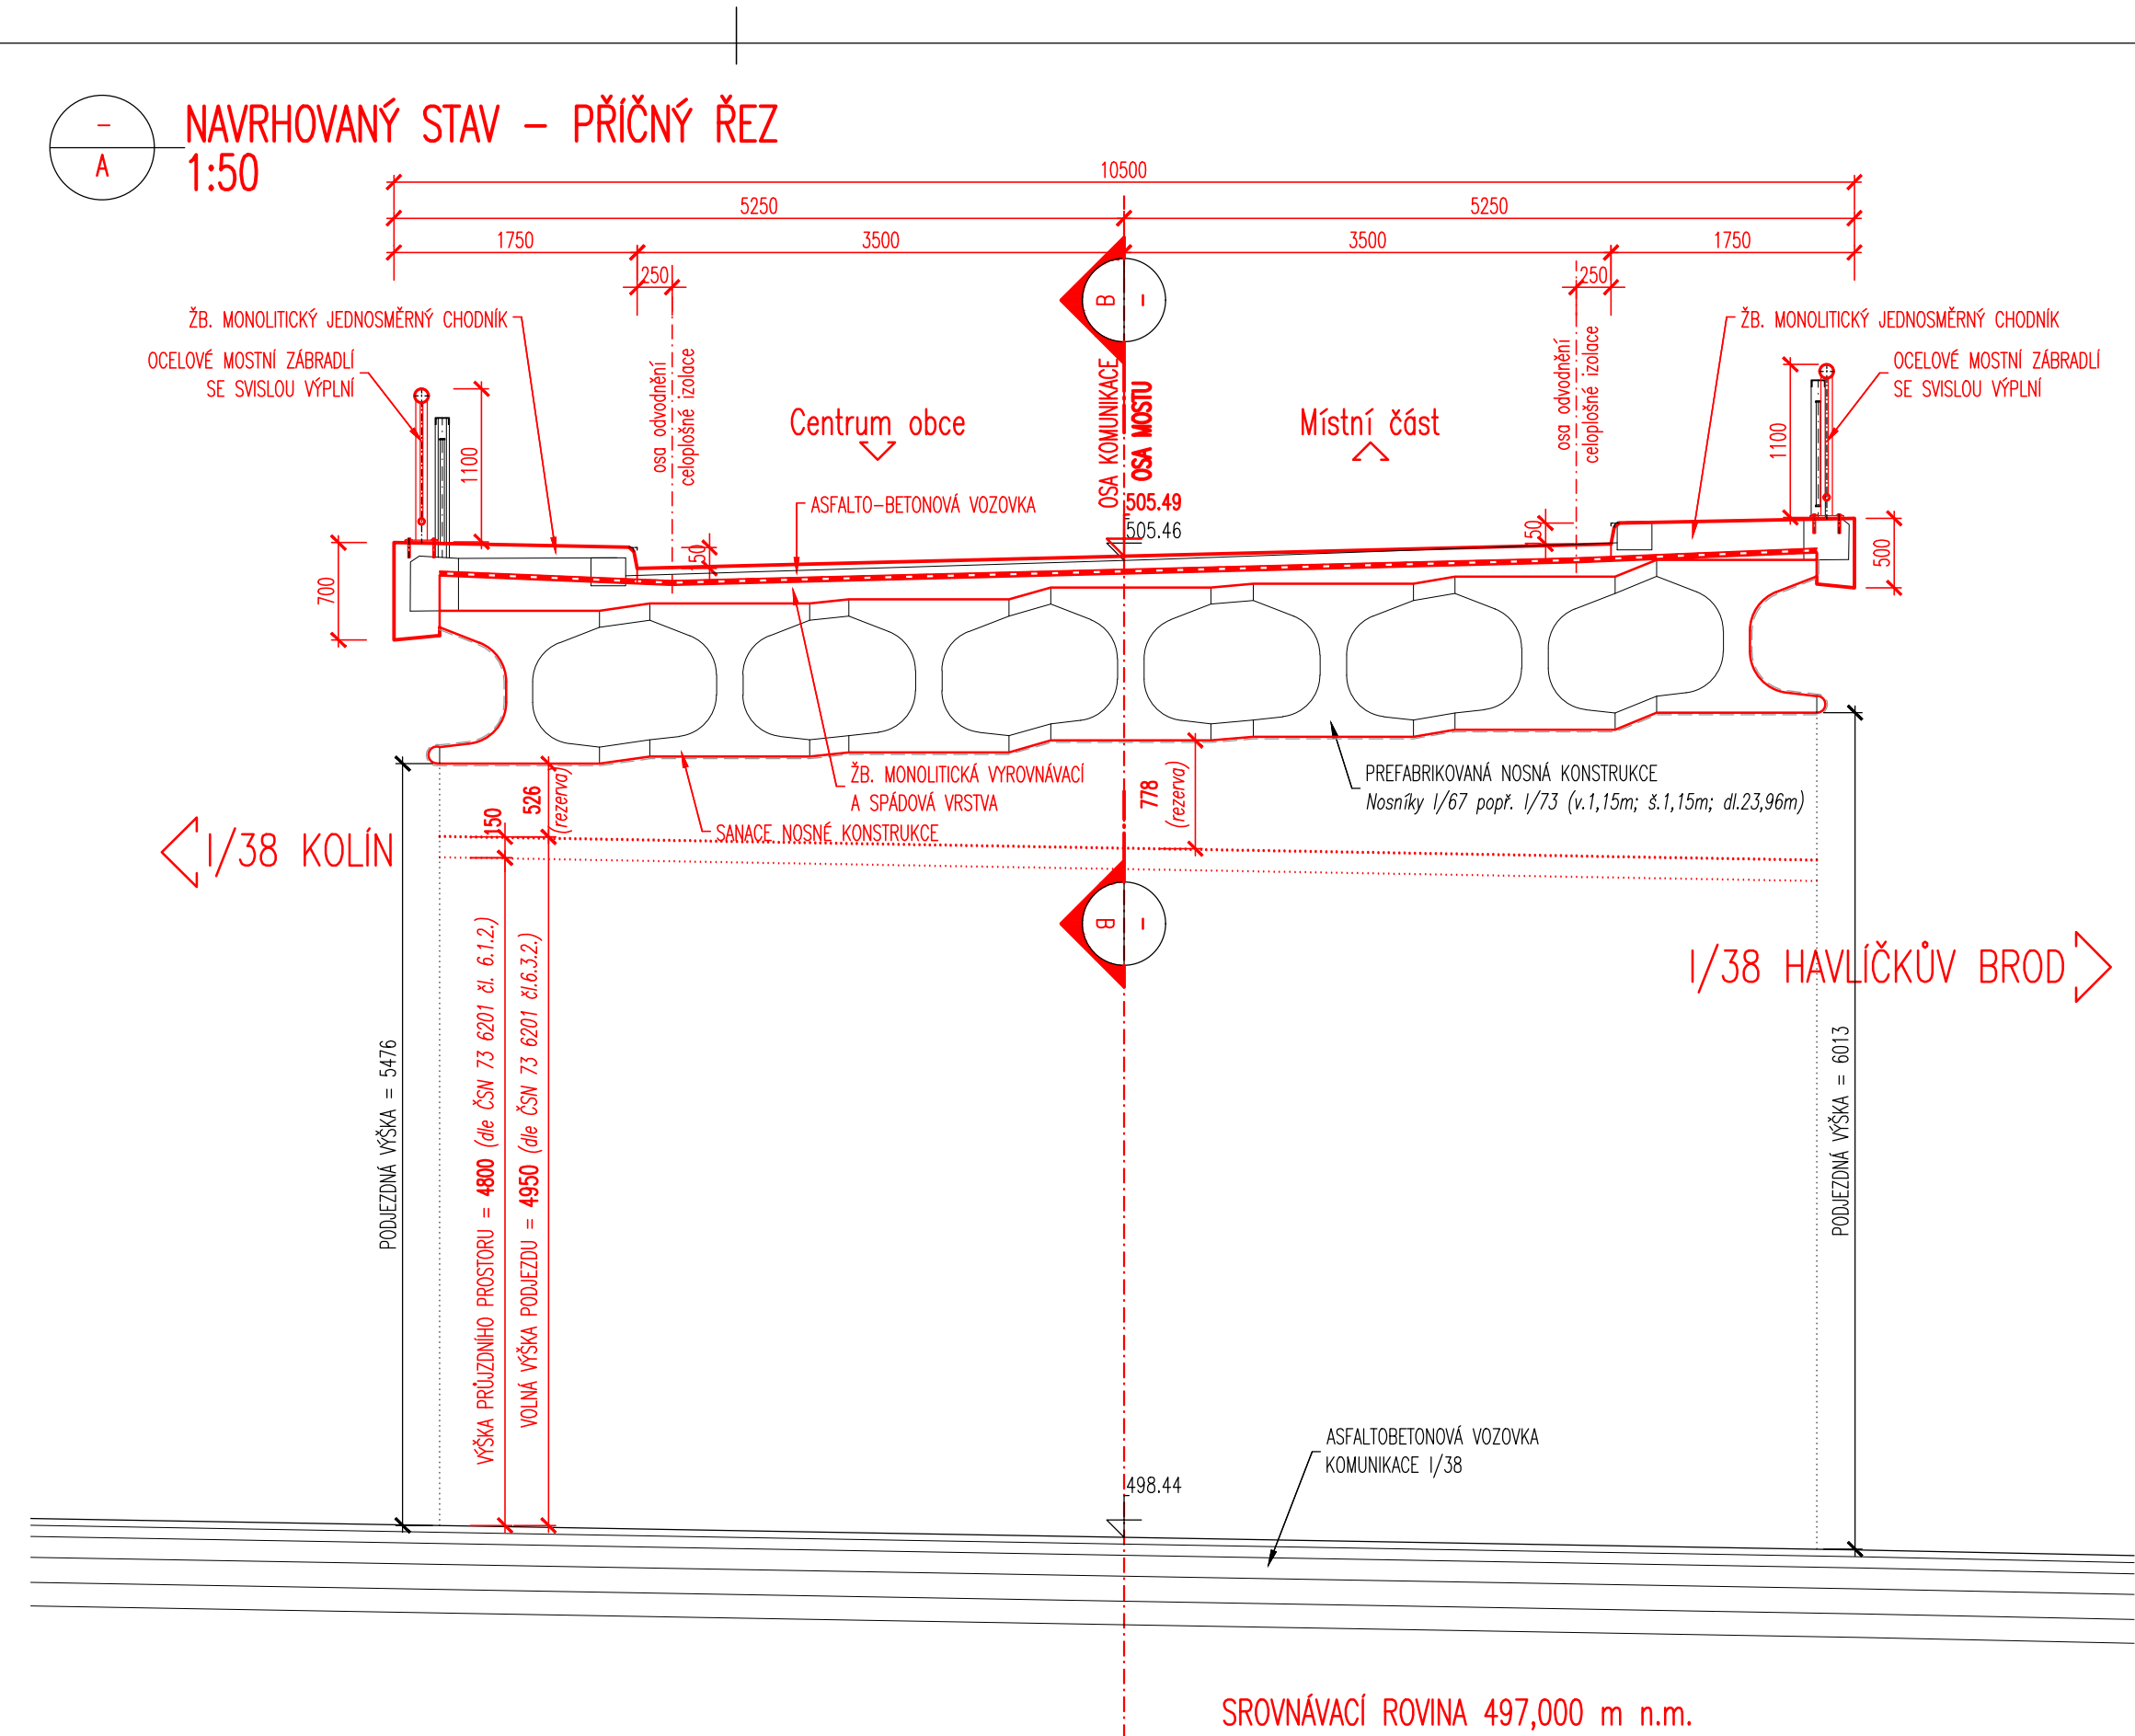 –
A
NAVRHOVANÝ STAV – PŘÍČNÝ ŘEZ
1:50
10500
5250
5250
1750
3500
3500
1750
250
250
B
–
ŽB. MONOLITICKÝ JEDNOSMĚRNÝ CHODNÍK
OCELOVÉ MOSTNÍ ZÁBRADLÍ
SE SVISLOU VÝPLNÍ
ŽB. MONOLITICKÝ JEDNOSMĚRNÝ CHODNÍK
OCELOVÉ MOSTNÍ ZÁBRADLÍ
SE SVISLOU VÝPLNÍ
osa odvodnění
celoplošné izolace
osa odvodnění
celoplošné izolace
OSA KOMUNIKACE
OSA MOSTU
Centrum obce
Místní část
1100
1100
ASFALTO–BETONOVÁ VOZOVKA
505.49
505.46
150
150
700
500
ŽB. MONOLITICKÁ VYROVNÁVACÍ
A SPÁDOVÁ VRSTVA
PREFABRIKOVANÁ NOSNÁ KONSTRUKCE
Nosníky I/67 popř. I/73 (v.1,15m; š.1,15m; dl.23,96m)
SANACE NOSNÉ KONSTRUKCE
150
526
(rezerva)
778
(rezerva)
I/38 KOLÍN
B
–
I/38 HAVLÍČKŮV BROD
PODJEZDNÁ VÝŠKA = 5476
VÝŠKA PRŮJZDNÍHO PROSTORU = 4800 (dle ČSN 73 6201 čl. 6.1.2.)
VOLNÁ VÝŠKA PODJEZDU = 4950 (dle ČSN 73 6201 čl.6.3.2.)
PODJEZDNÁ VÝŠKA = 6013
ASFALTOBETONOVÁ VOZOVKA
KOMUNIKACE I/38
498.44
SROVNÁVACÍ ROVINA 497,000 m n.m.